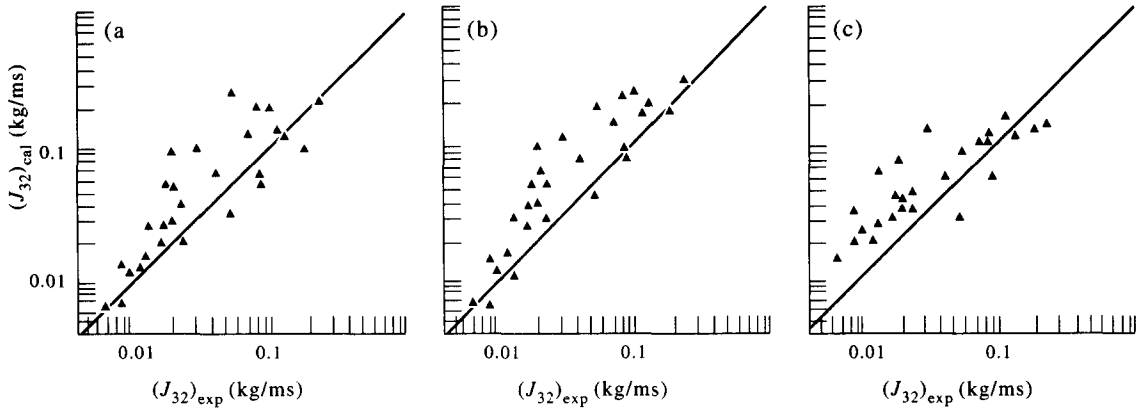 (a
(b)
(c)
(J32)cal (kg/ms)
0.1
0.01
0.01 0.1
0.01 0.1
0.01 0.1
(J32)exp (kg/ms)
(J32)exp (kg/ms)
(J32)exp (kg/ms)